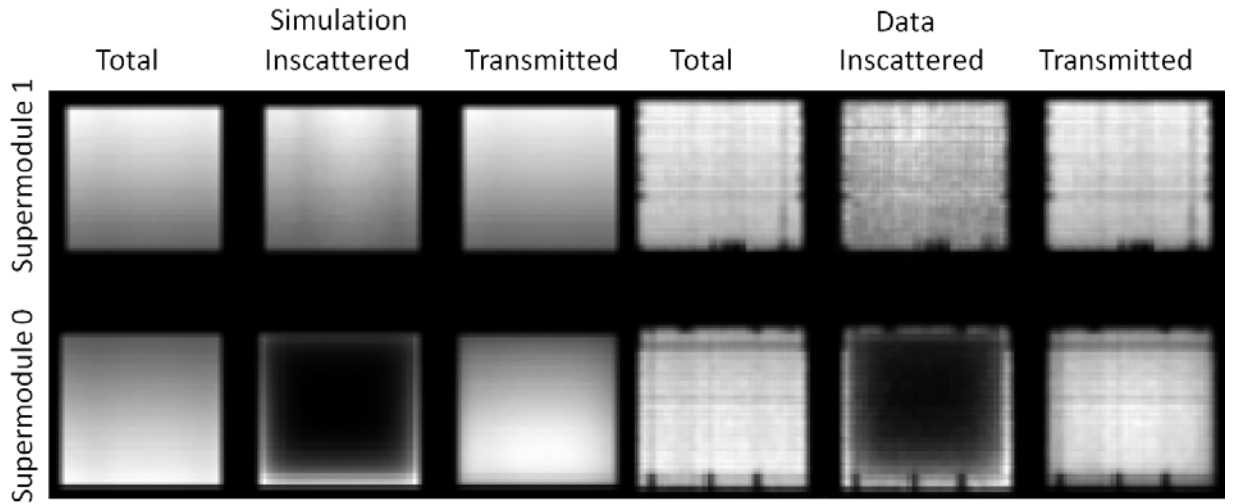 Simulation
Data
Total
Inscattered
Transmitted
Total
Inscattered
Transmitted
Supermodule 1
Supermodule 0